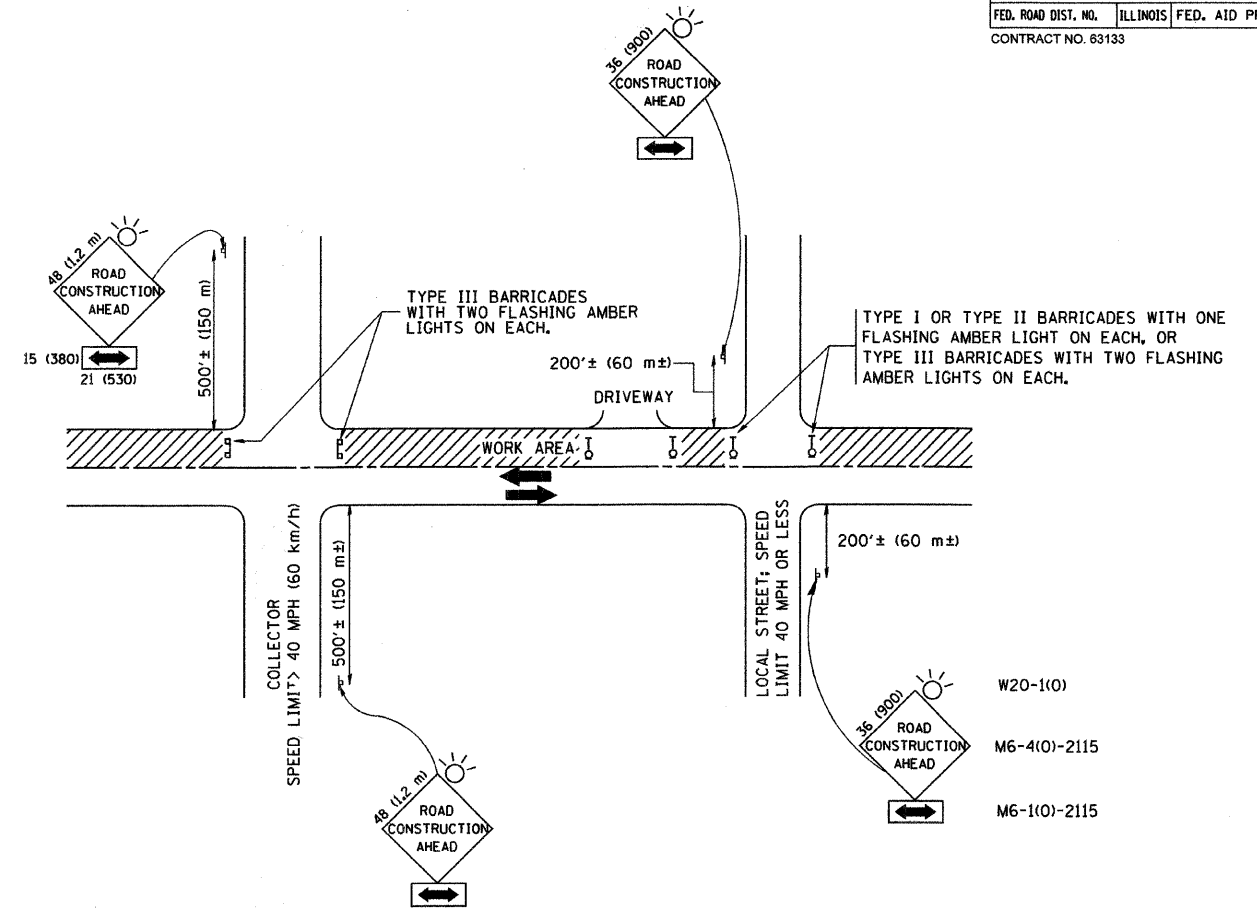 FED. ROAD DIST. NO. ILLINOIS FED. AID
CONTRACT NO. 63133
36 (900)
ROAD
CONSTRUCTION
AHEAD
48 (1.2 m)
ROAD
CONSTRUCTION
AHEAD
15 (380)
21 (530)
500'± (150 m)
TYPE III BARRICADES
WITH TWO FLASHING AMBER
LIGHTS ON EACH.
200'± (60 m±)
DRIVEWAY
TYPE I OR TYPE II BARRICADES WITH ONE
FLASHING AMBER LIGHT ON EACH, OR
TYPE III BARRICADES WITH TWO FLASHING
AMBER LIGHTS ON EACH.
WORK AREA
COLLECTOR
SPEED LIMIT> 40 MPH (60 km/h)
500'± (150 m±)
LOCAL STREET; SPEED
LIMIT 40 MPH OR LESS
200'± (60 m±)
48 (1.2 m)
ROAD
CONSTRUCTION
AHEAD
36 (900)
ROAD
CONSTRUCTION
AHEAD
W20-1(O)
M6-4(O)-2115
M6-1(O)-2115